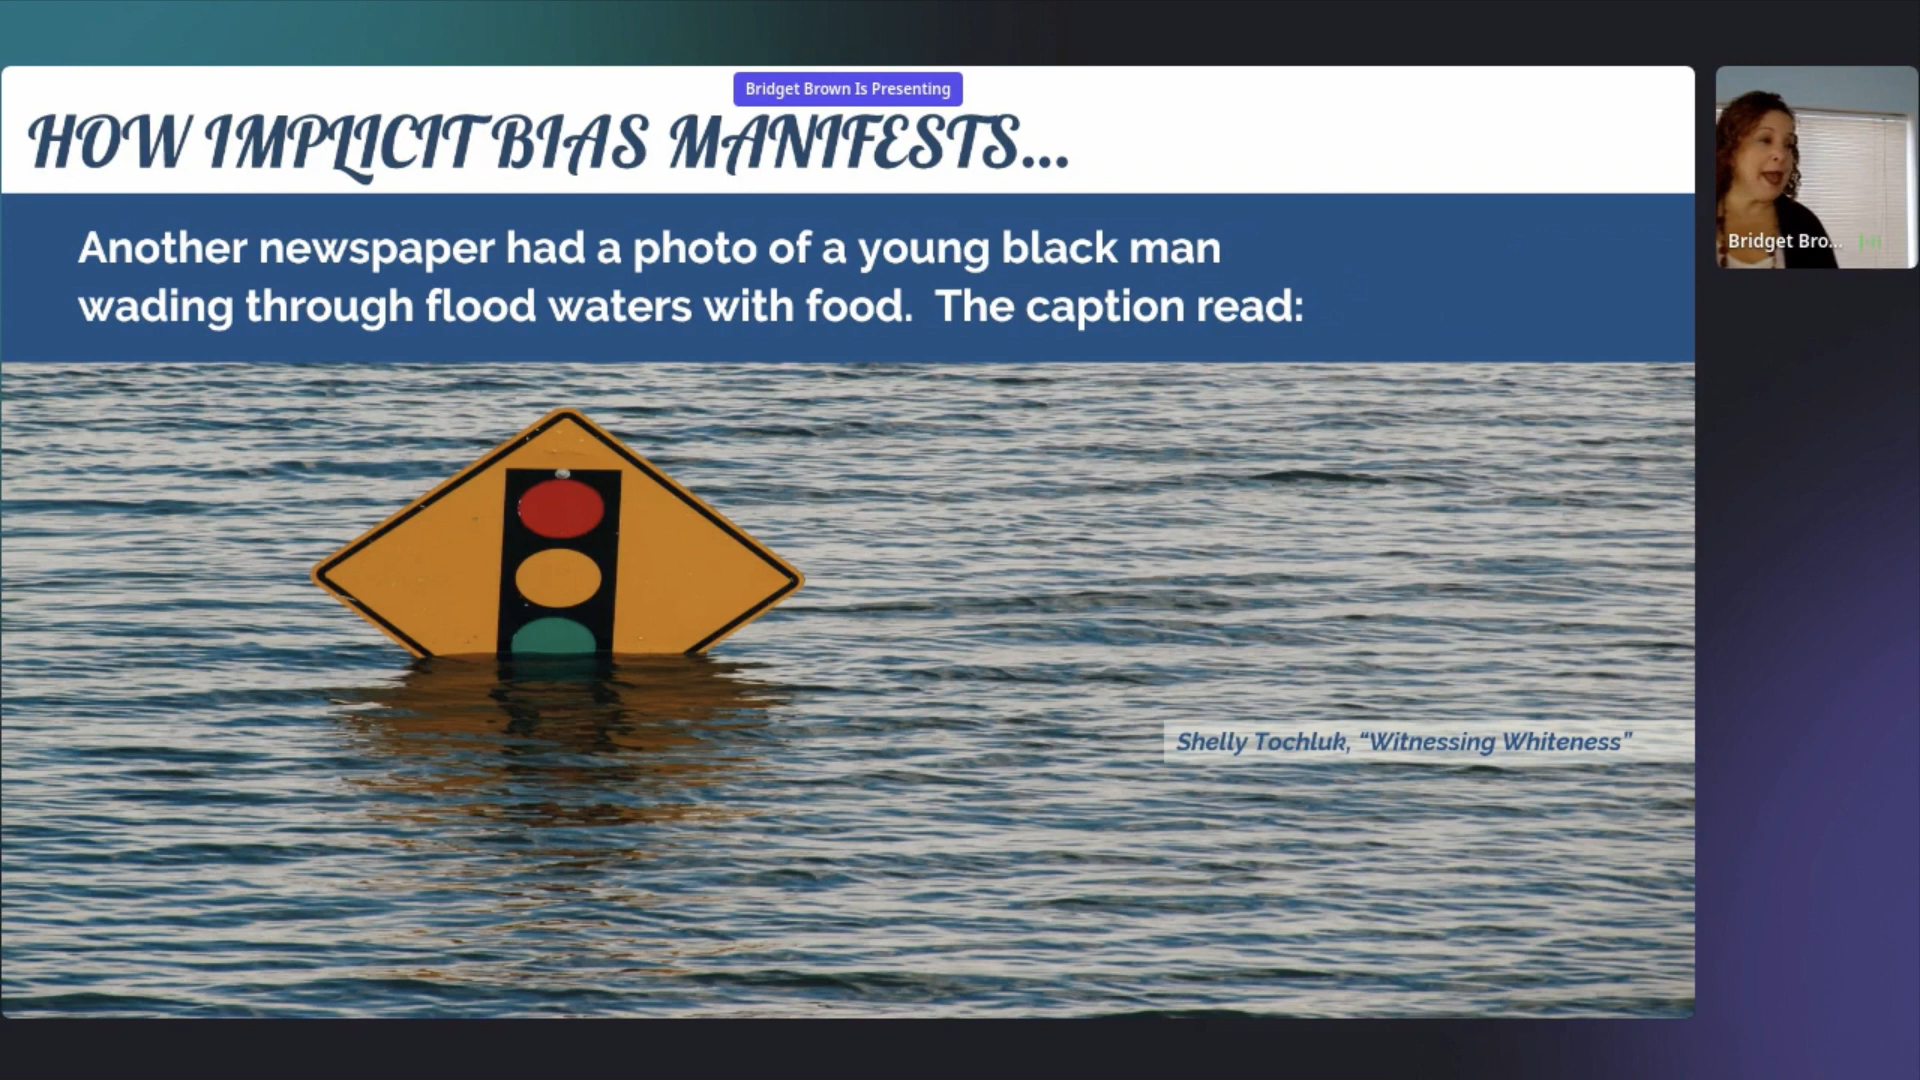 Bridget Brown Is Presenting
HOW IMPLICIT BIAS MANIFESTS...
Another newspaper had a photo of a young black man
wading through flood waters with food. The caption read:
Bridget Bro...
Shelly Tochluk, “Witnessing Whiteness”